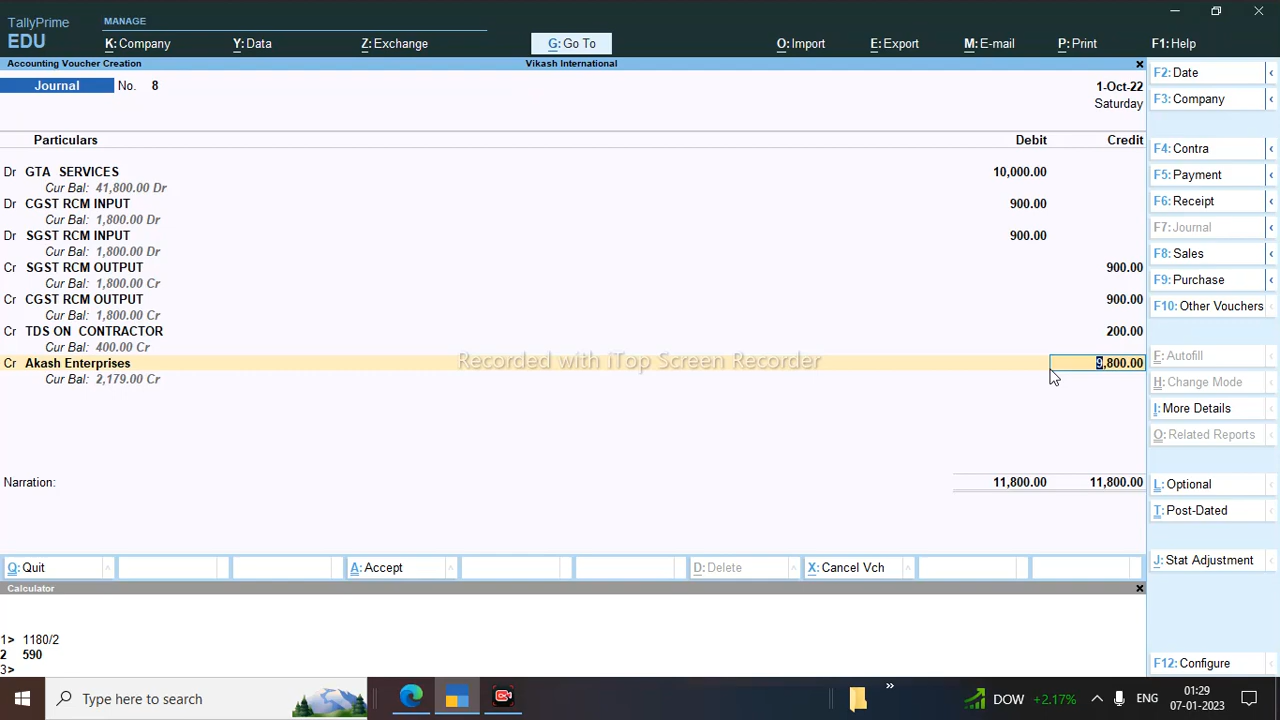 TallyPrime
EDU
MANAGE
K: Company
Y: Data
Z: Exchange
G: Go To
O: Import
E: Export
M: E-mail
P: Print
F1: Help
Accounting Voucher Creation
Vikash International
Journal No. 8
1-Oct-22
Saturday
Particulars Debit Credit
Dr GTA SERVICES 10,000.00
Cur Bal: 41,800.00 Dr
Dr CGST RCM INPUT 900.00
Cur Bal: 1,800.00 Dr
Dr SGST RCM INPUT 900.00
Cur Bal: 1,800.00 Dr
Cr SGST RCM OUTPUT 900.00
Cur Bal: 1,800.00 Cr
Cr CGST RCM OUTPUT 900.00
Cur Bal: 1,800.00 Cr
Cr TDS ON CONTRACTOR 200.00
Cur Bal: 400.00 Cr
Cr Akash Enterprises 9,800.00
Recorded with iTop Screen Recorder
Cur Bal: 2,179.00 Cr
Narration: 11,800.00 11,800.00
Q: Quit
A: Accept
D: Delete
X: Cancel Vch
F2: Date
F3: Company
F4: Contra
F5: Payment
F6: Receipt
F7: Journal
F8: Sales
F9: Purchase
F10: Other Vouchers
F: Autofill
H: Change Mode
I: More Details
O: Related Reports
L: Optional
T: Post-Dated
J: Stat Adjustment
F12: Configure
Calculator
1> 1180/2
2 590
3>
Type here to search
»
DOW +2.17%
ENG
01:29
07-01-2023